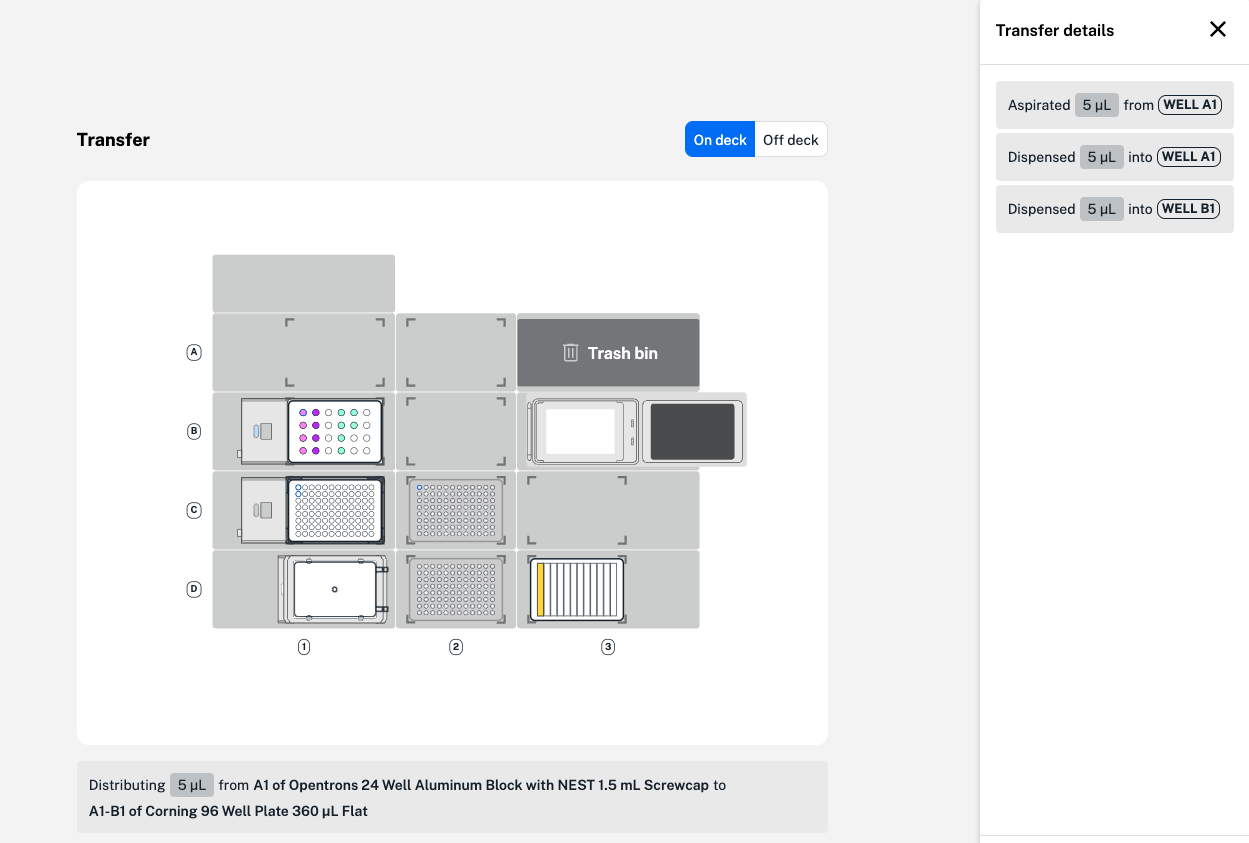 Transfer details
Aspirated 5 µL from WELL A1
Dispensed 5 µL into WELL A1
Dispensed 5 µL into WELL B1
Transfer
On deck Off deck
A
Trash bin
B
C
D
1 2 3
Distributing 5 µL from A1 of Opentrons 24 Well Aluminum Block with NEST 1.5 mL Screwcap to
A1-B1 of Corning 96 Well Plate 360 µL Flat